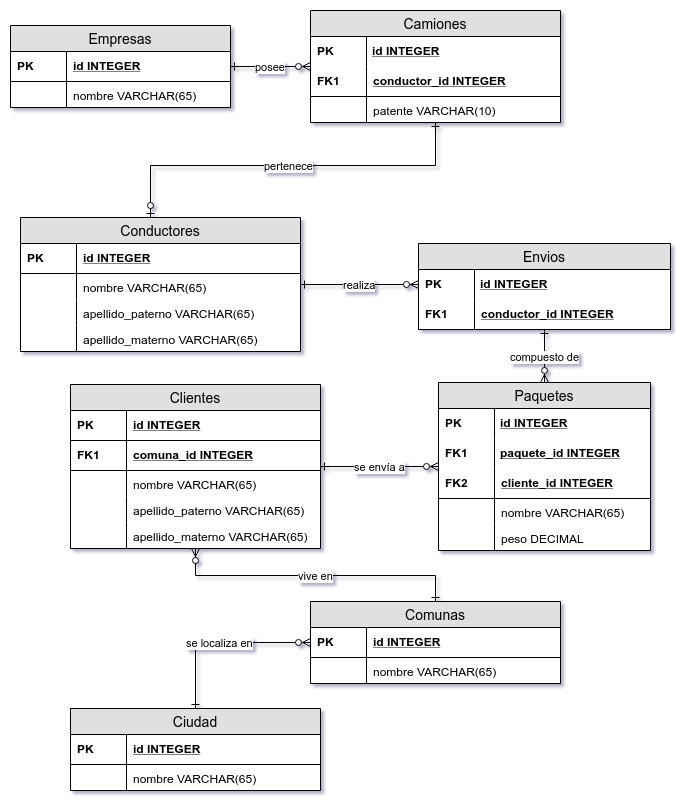 Empresas
PK id INTEGER
nombre VARCHAR(65)
posee
Camiones
PK id INTEGER
FK1 conductor_id INTEGER
patente VARCHAR(10)
pertenece
Conductores
PK id INTEGER
nombre VARCHAR(65)
apellido_paterno VARCHAR(65)
apellido_materno VARCHAR(65)
realiza
Envios
PK id INTEGER
FK1 conductor_id INTEGER
compuesto de
Clientes
PK id INTEGER
FK1 comuna_id INTEGER
nombre VARCHAR(65)
apellido_paterno VARCHAR(65)
apellido_materno VARCHAR(65)
se envía a
Paquetes
PK id INTEGER
FK1 paquete_id INTEGER
FK2 cliente_id INTEGER
nombre VARCHAR(65)
peso DECIMAL
vive en
Comunas
PK id INTEGER
nombre VARCHAR(65)
se localiza en
Ciudad
PK id INTEGER
nombre VARCHAR(65)